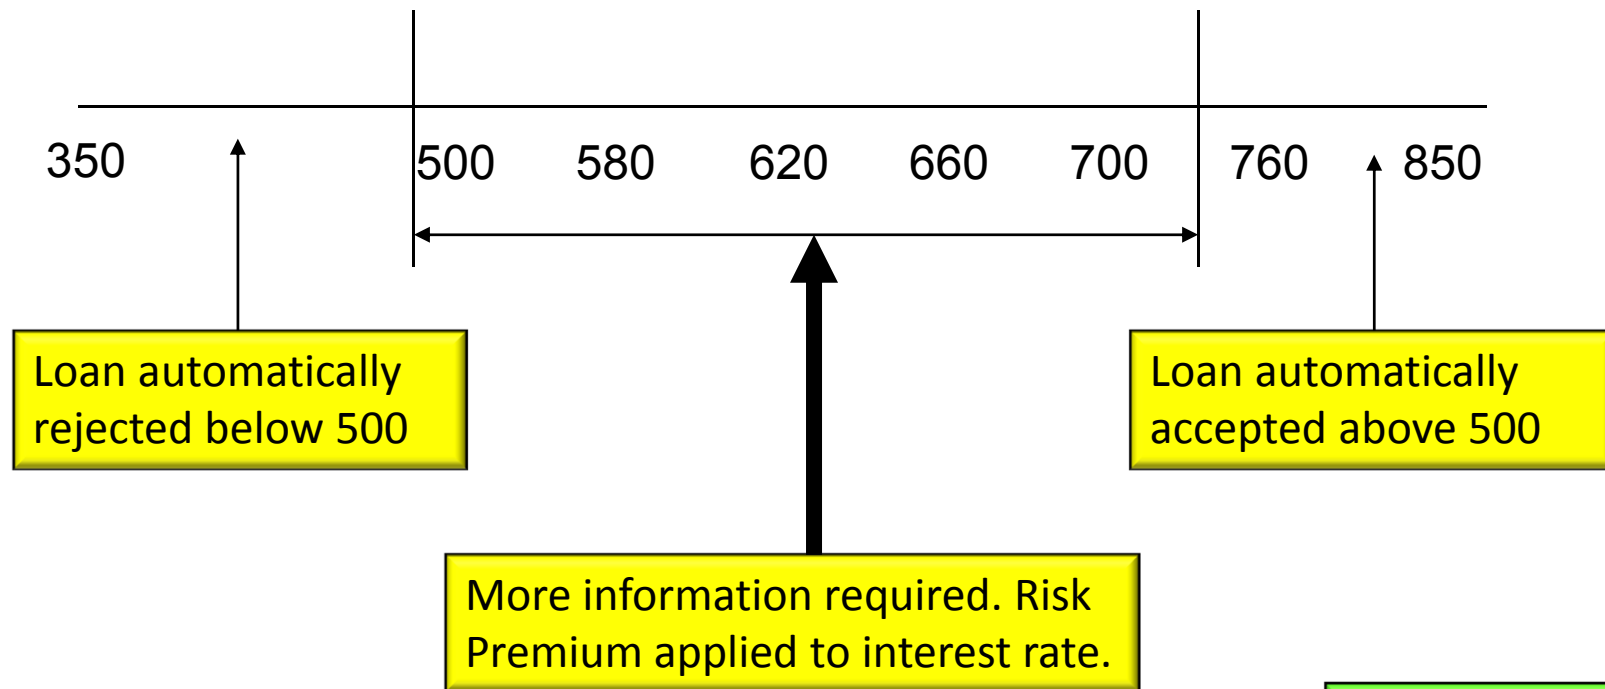 350 500 580 620 660 700 760 850
Loan automatically
rejected below 500
Loan automatically
accepted above 500
More information required. Risk
Premium applied to interest rate.